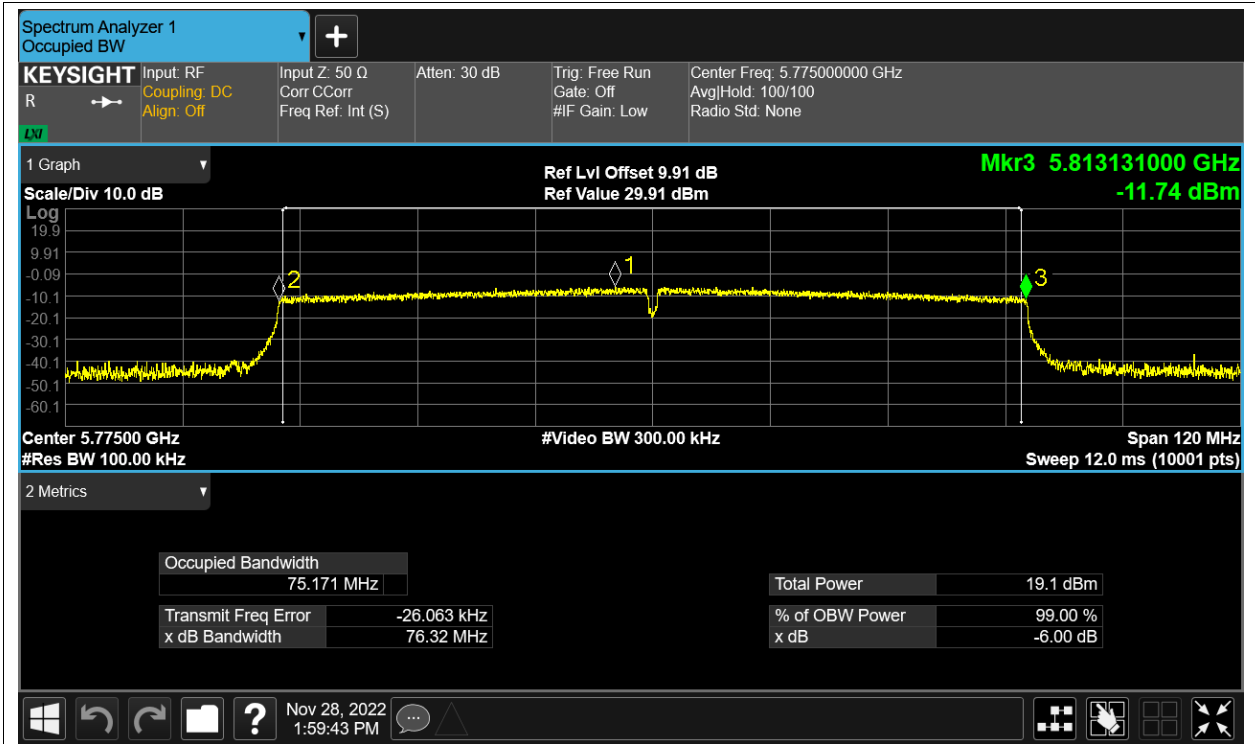 Spectrum Analyzer 1
Occupied BW
+
KEYSIGHT
R
LXI
Input: RF
Coupling: DC
Align: Off
Input Z: 50 Ω
Corr CCorr
Freq Ref: Int (S)
Atten: 30 dB
Trig: Free Run
Gate: Off
#IF Gain: Low
Center Freq: 5.775000000 GHz
Avg|Hold: 100/100
Radio Std: None
1 Graph
Scale/Div 10.0 dB
Ref Lvl Offset 9.91 dB
Ref Value 29.91 dBm
Mkr3 5.813131000 GHz
-11.74 dBm
Log
19.9
9.91
-0.09
-10.1
-20.1
-30.1
-40.1
-50.1
-60.1
2
1
3
Center 5.77500 GHz
#Res BW 100.00 kHz
#Video BW 300.00 kHz
Span 120 MHz
Sweep 12.0 ms (10001 pts)
2 Metrics
Occupied Bandwidth
75.171 MHz
Transmit Freq Error -26.063 kHz
x dB Bandwidth 76.32 MHz
Total Power 19.1 dBm
% of OBW Power 99.00 %
x dB -6.00 dB
?
Nov 28, 2022
1:59:43 PM